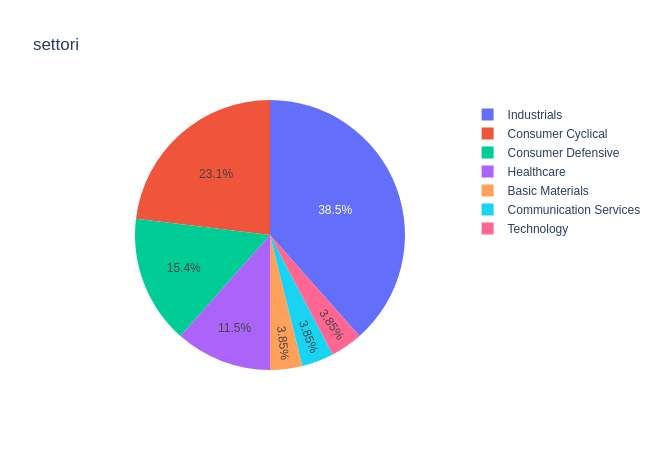 settori
Industrials
Consumer Cyclical
Consumer Defensive
Healthcare
Basic Materials
Communication Services
Technology
23.1%
38.5%
15.4%
11.5%
3.85%
3.85%
3.85%